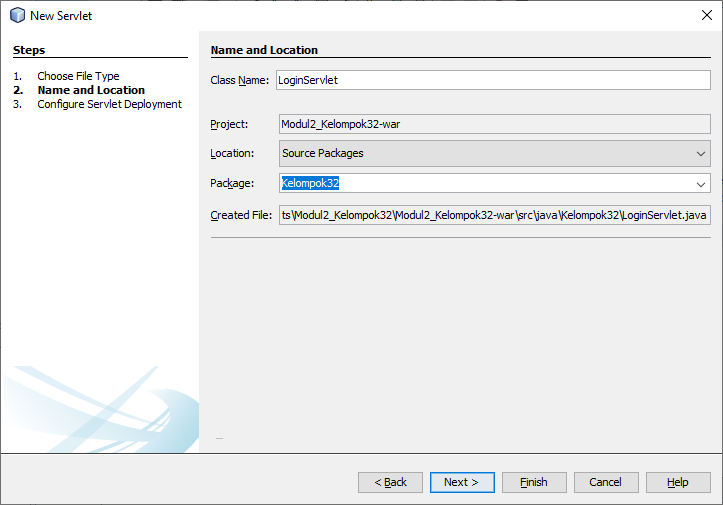 New Servlet
Steps
1. Choose File Type
2. Name and Location
3. Configure Servlet Deployment
Name and Location
Class Name: LoginServlet
Project: Modul2_Kelompok32-war
Location: Source Packages
Package: Kelompok32
Created File: ts\Modul2_Kelompok32\Modul2_Kelompok32-war\src\java\Kelompok32\LoginServlet.java
< Back Next > Finish Cancel Help